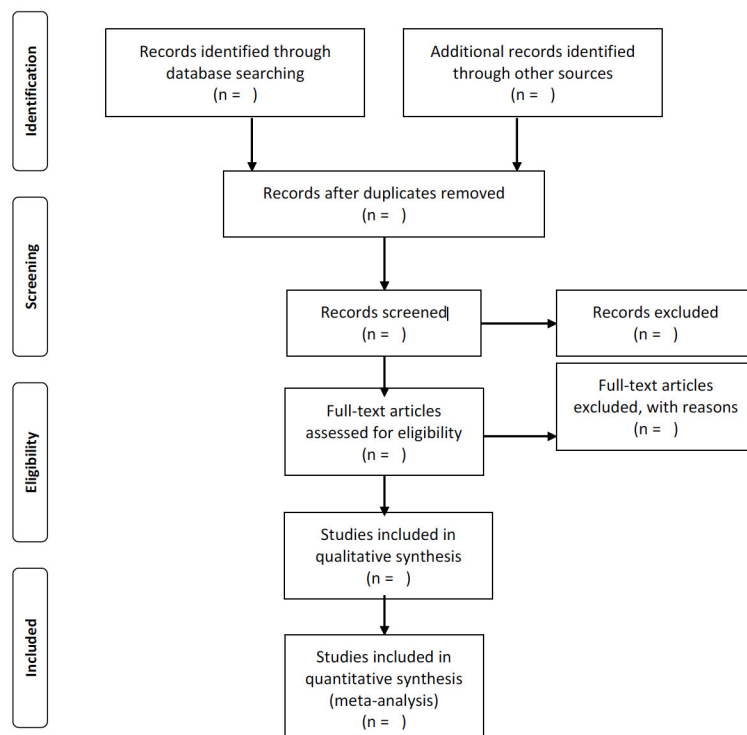 Identification
Records identified through
database searching
(n =   )
Additional records identified
through other sources
(n =   )
Records after duplicates removed
(n =   )
Screening
Records screened
(n =   )
Records excluded
(n =   )
Eligibility
Full-text articles
assessed for eligibility
(n =   )
Full-text articles
excluded, with reasons
(n =   )
Studies included in
qualitative synthesis
(n =   )
Included
Studies included in
quantitative synthesis
(meta-analysis)
(n =   )